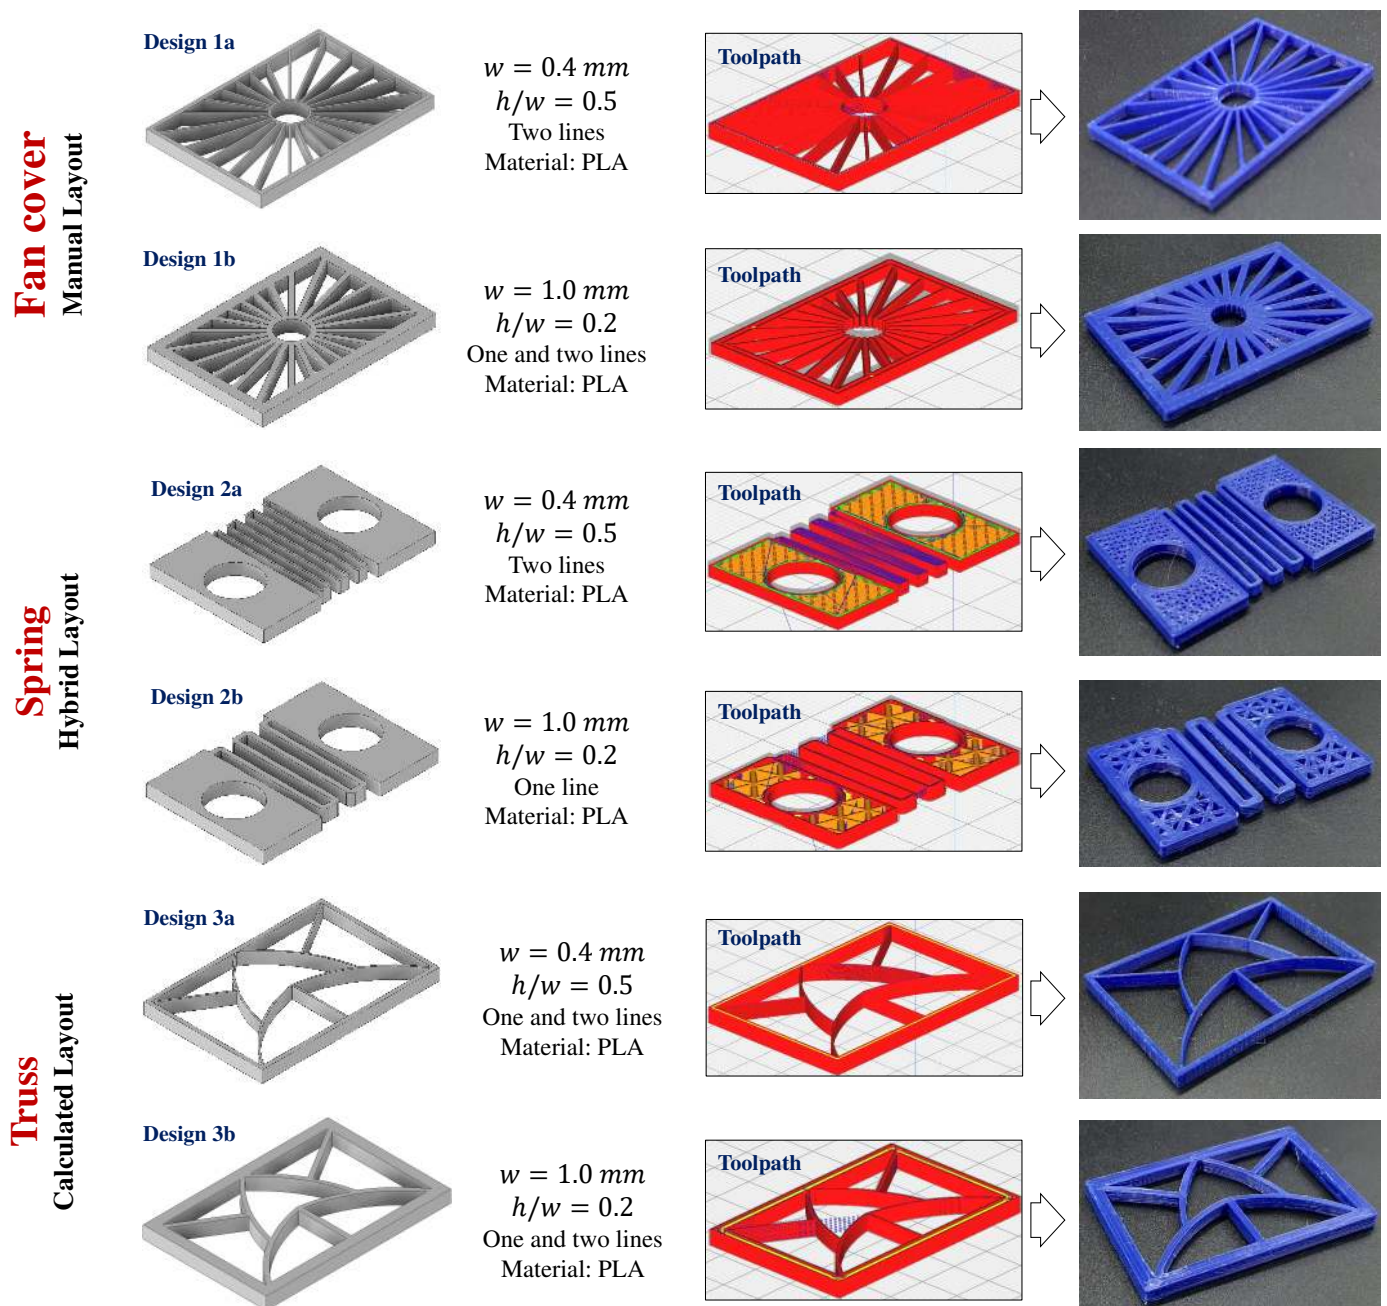 Fan cover
Manual Layout
Design 1a
w = 0.4 mm
h/w = 0.5
Two lines
Material: PLA
Toolpath
Design 1b
w = 1.0 mm
h/w = 0.2
One and two lines
Material: PLA
Toolpath
Spring
Hybrid Layout
Design 2a
w = 0.4 mm
h/w = 0.5
Two lines
Material: PLA
Toolpath
Design 2b
w = 1.0 mm
h/w = 0.2
One line
Material: PLA
Toolpath
Truss
Calculated Layout
Design 3a
w = 0.4 mm
h/w = 0.5
One and two lines
Material: PLA
Toolpath
Design 3b
w = 1.0 mm
h/w = 0.2
One and two lines
Material: PLA
Toolpath